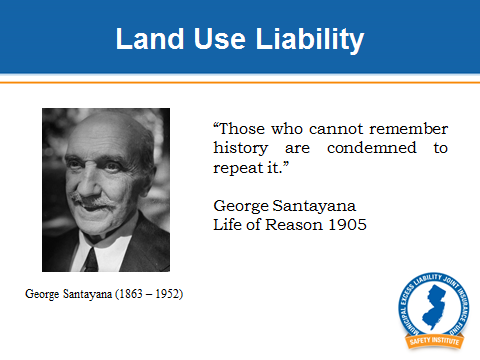 Land Use Liability
“Those who cannot remember
history are condemned to
repeat it.”
George Santayana
Life of Reason 1905
George Santayana (1863 – 1952)
MUNICIPAL EXCESS LIABILITY JOINT INSURANCE FUND
SAFETY INSTITUTE